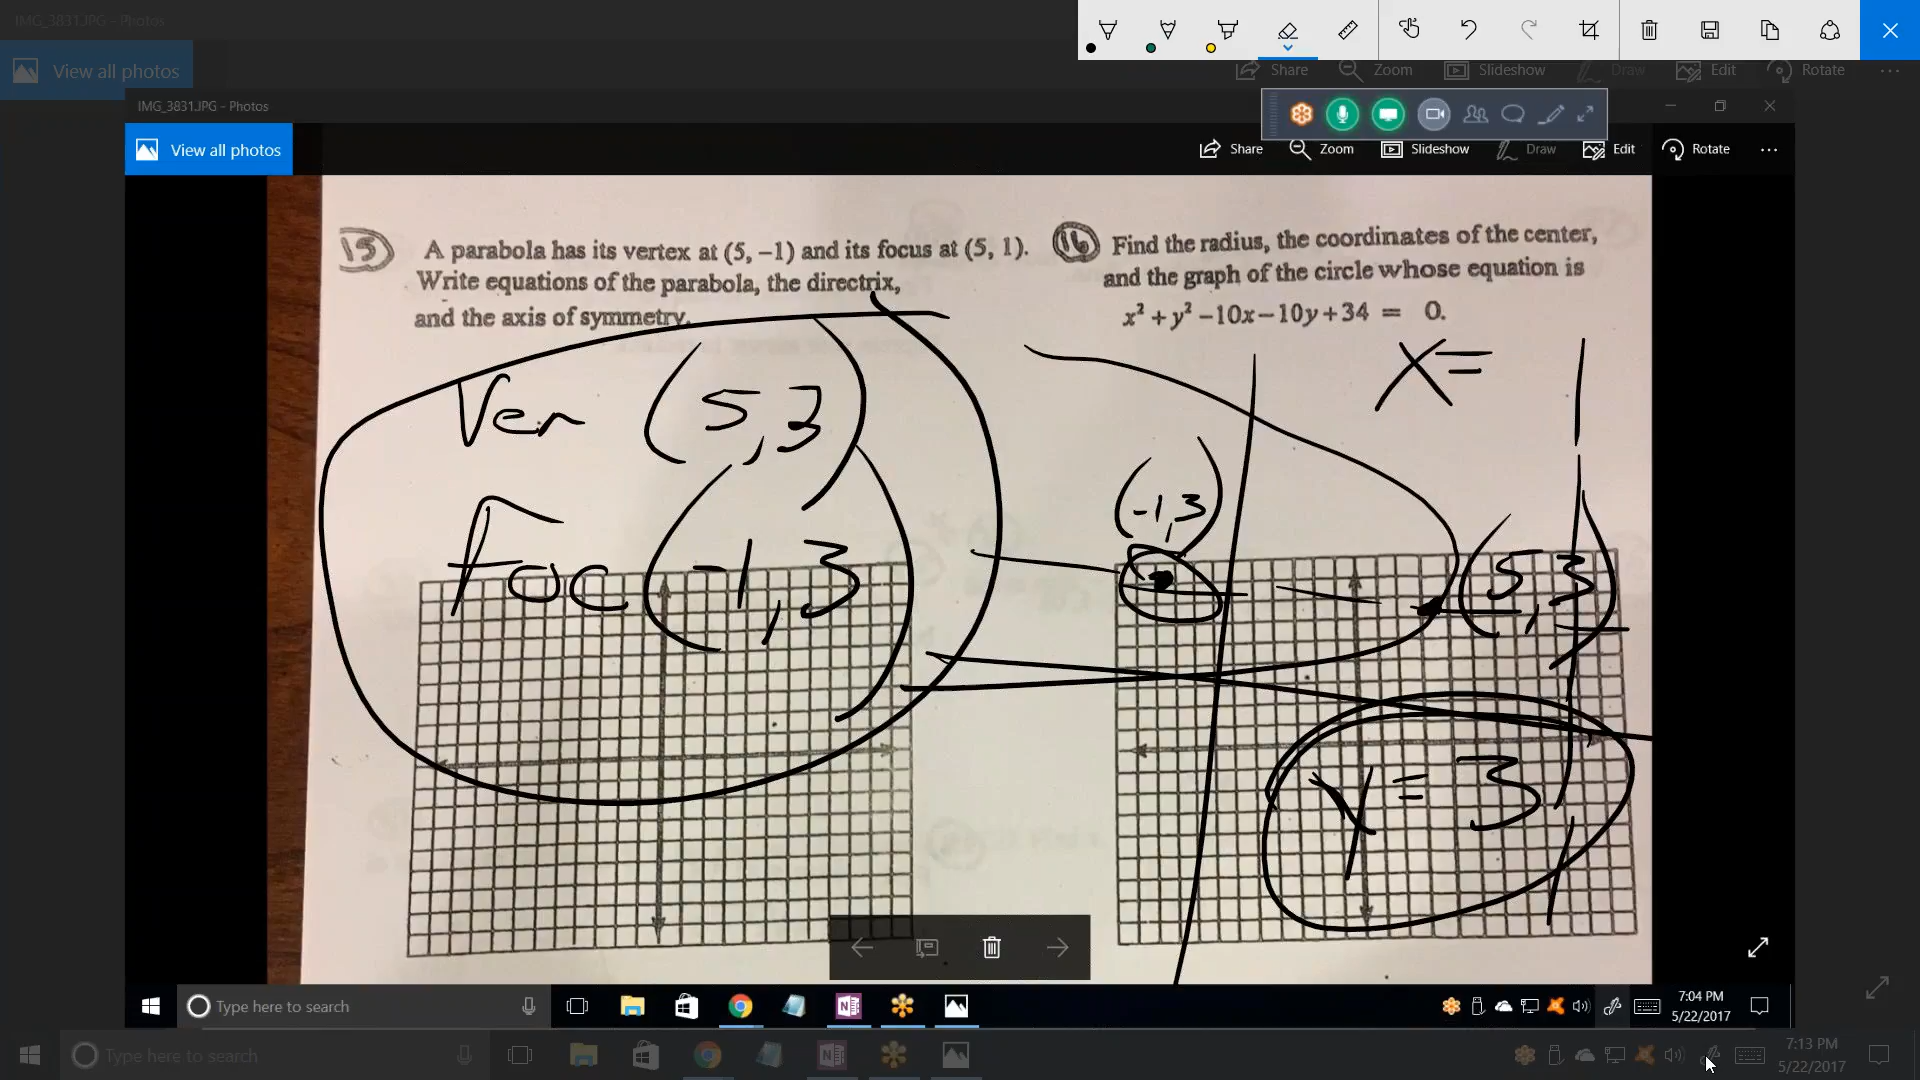 IMG_3831.JPG - Photos
View all photos
Share
Zoom
Slideshow
Draw
Edit
Rotate
IMG_3831.JPG - Photos
View all photos
Share
Zoom
Slideshow
Draw
Edit
Rotate
15
A parabola has its vertex at (5, −1) and its focus at (5, 1).
Write equations of the parabola, the directrix,
and the axis of symmetry.
16
Find the radius, the coordinates of the center,
and the graph of the circle whose equation is
x² + y² −10x−10y+34 = 0.
Ver (5,3)
Foc (-1,3)
X=
(-1,3)
(5,3)
y = 3
Type here to search
7:04 PM
5/22/2017
Type here to search
7:13 PM
5/22/2017